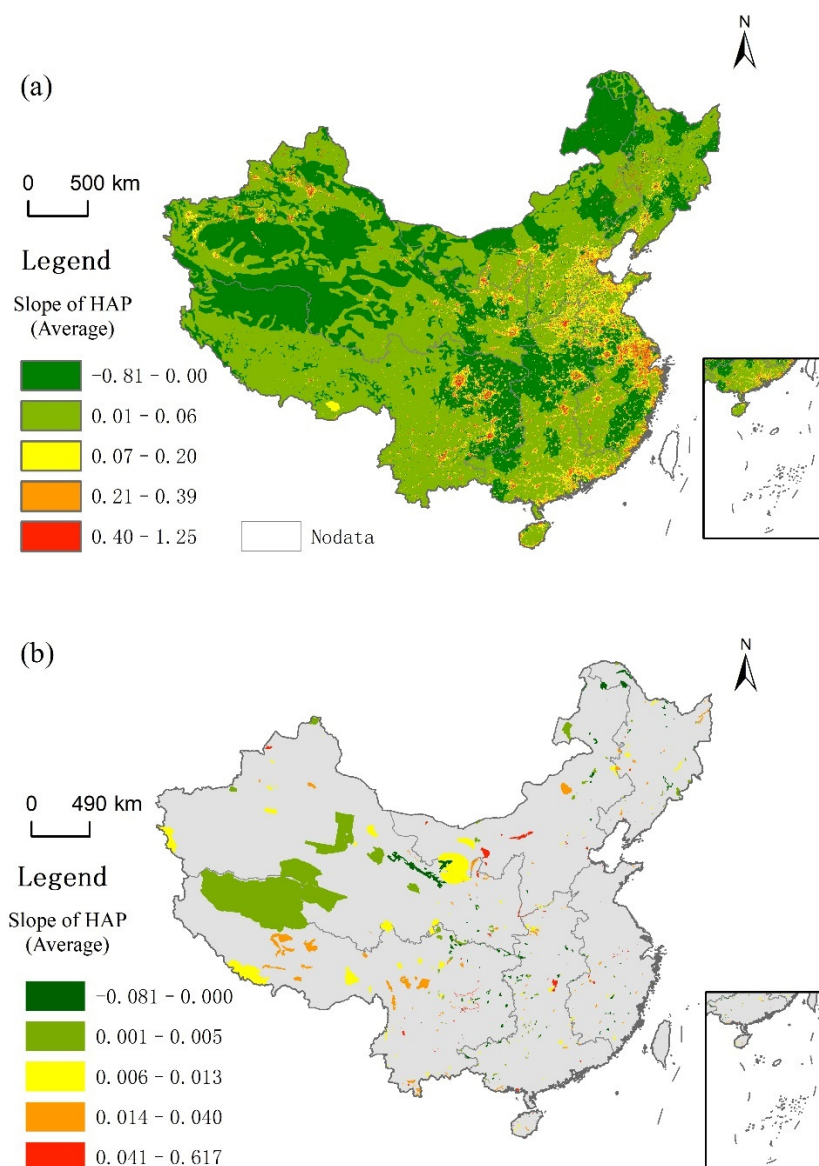 N
(a)
0 500 km
Legend
Slope of HAP
(Average)
-0.81 - 0.00
0.01 - 0.06
0.07 - 0.20
0.21 - 0.39
0.40 - 1.25
Nodata
N
(b)
0 490 km
Legend
Slope of HAP
(Average)
-0.081 - 0.000
0.001 - 0.005
0.006 - 0.013
0.014 - 0.040
0.041 - 0.617